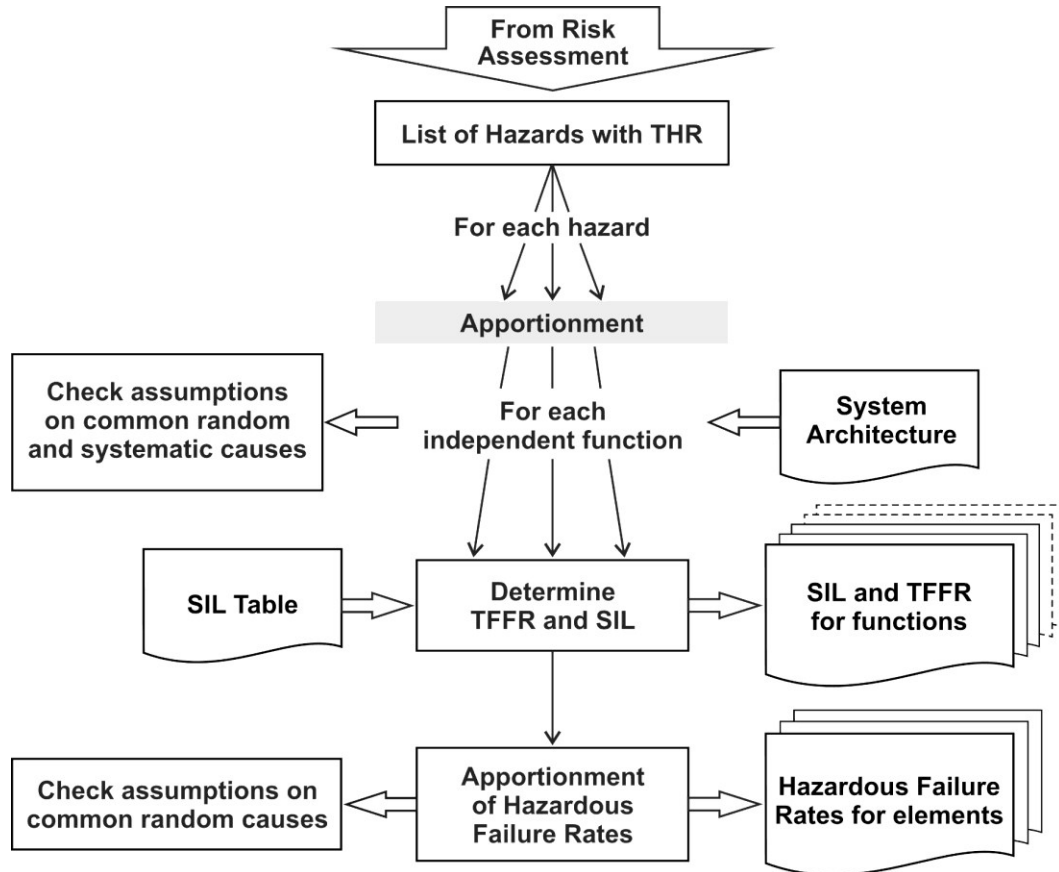 From Risk
Assessment
List of Hazards with THR
For each hazard
Apportionment
Check assumptions
on common random
and systematic causes
For each
independent function
System
Architecture
SIL Table
Determine
TFFR and SIL
SIL and TFFR
for functions
Check assumptions on
common random causes
Apportionment
of Hazardous
Failure Rates
Hazardous Failure
Rates for elements